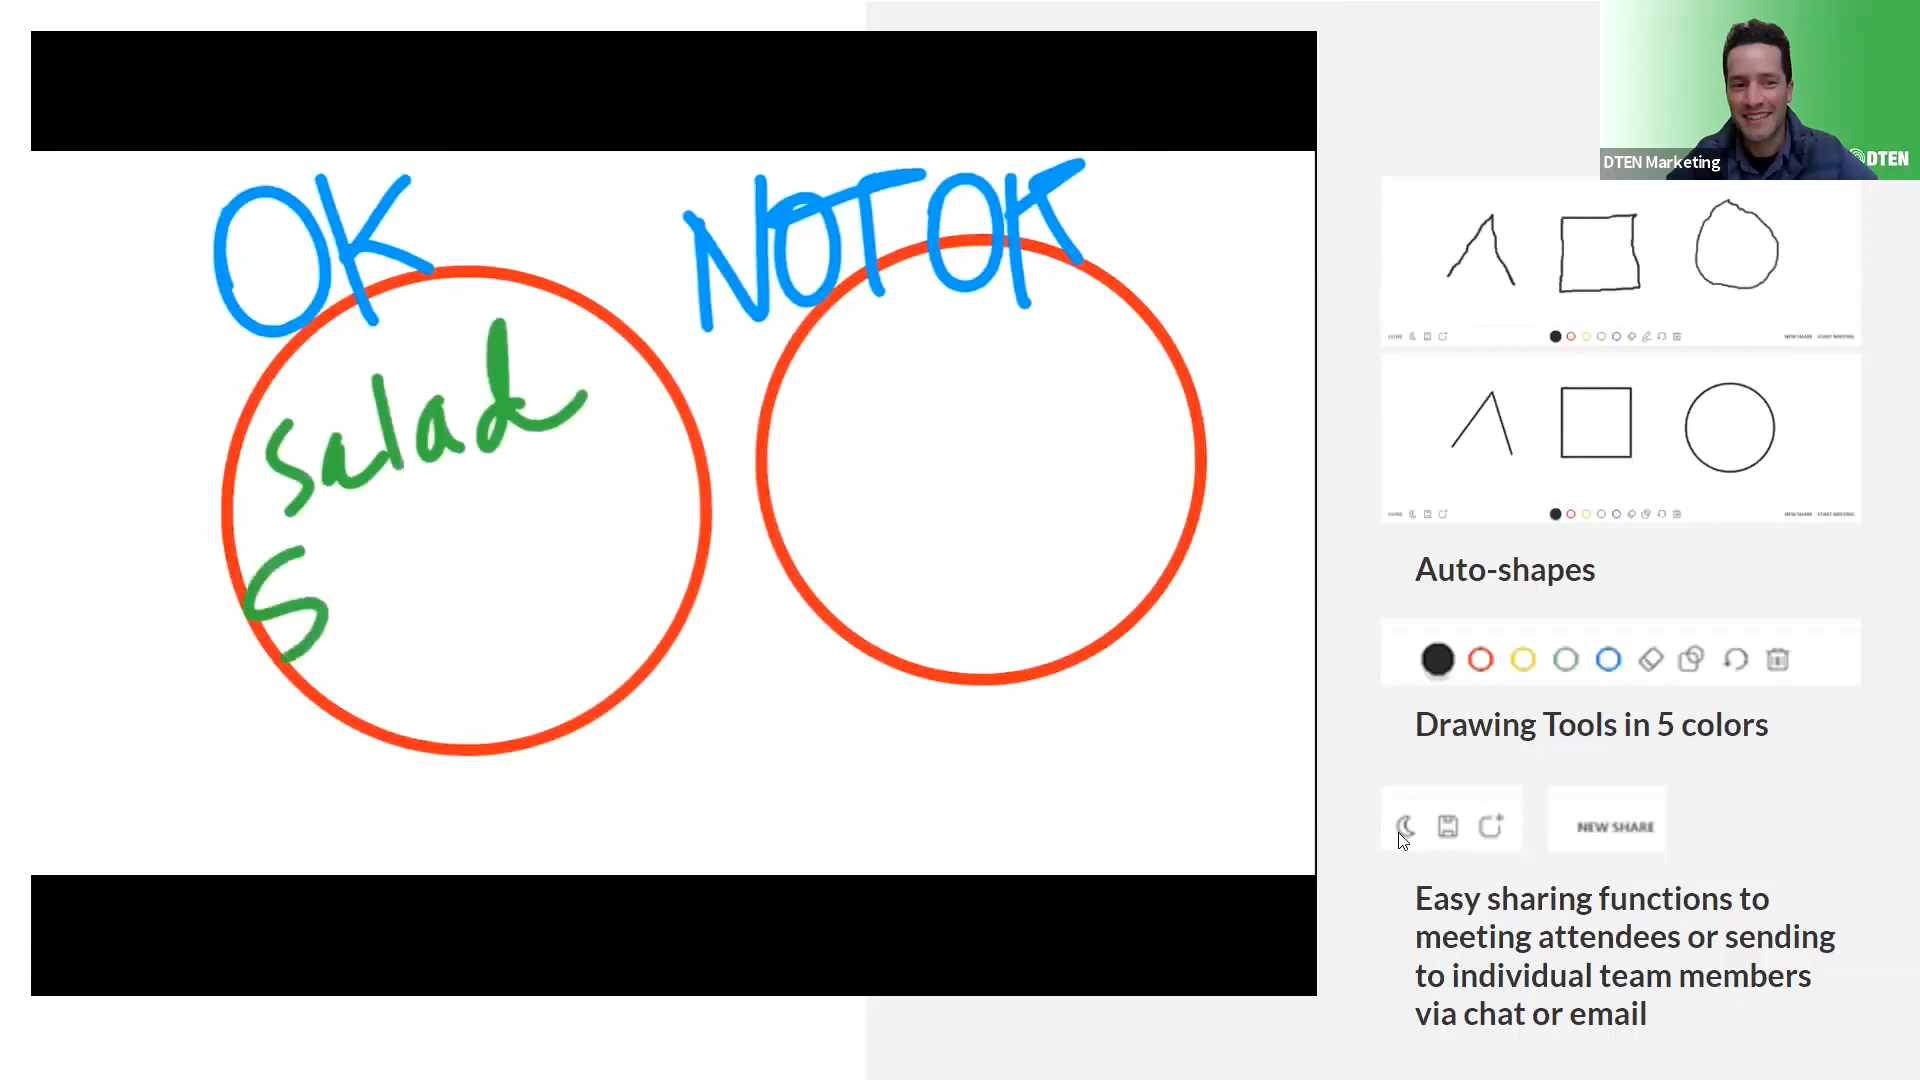 OK
NOT OK
salad
S
DTEN Marketing
DTEN
Auto-shapes
Drawing Tools in 5 colors
NEW SHARE
Easy sharing functions to
meeting attendees or sending
to individual team members
via chat or email